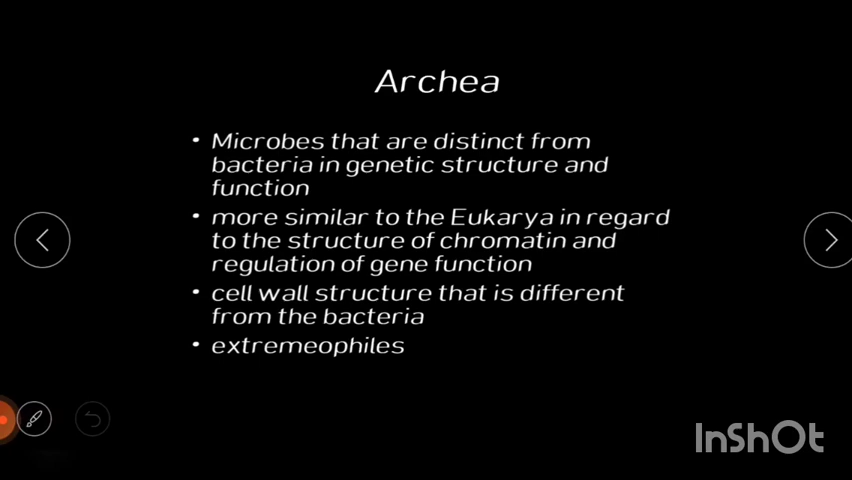 Archea
• Microbes that are distinct from
bacteria in genetic structure and
function
• more similar to the Eukarya in regard
to the structure of chromatin and
regulation of gene function
• cell wall structure that is different
from the bacteria
• extremeophiles
InShOt